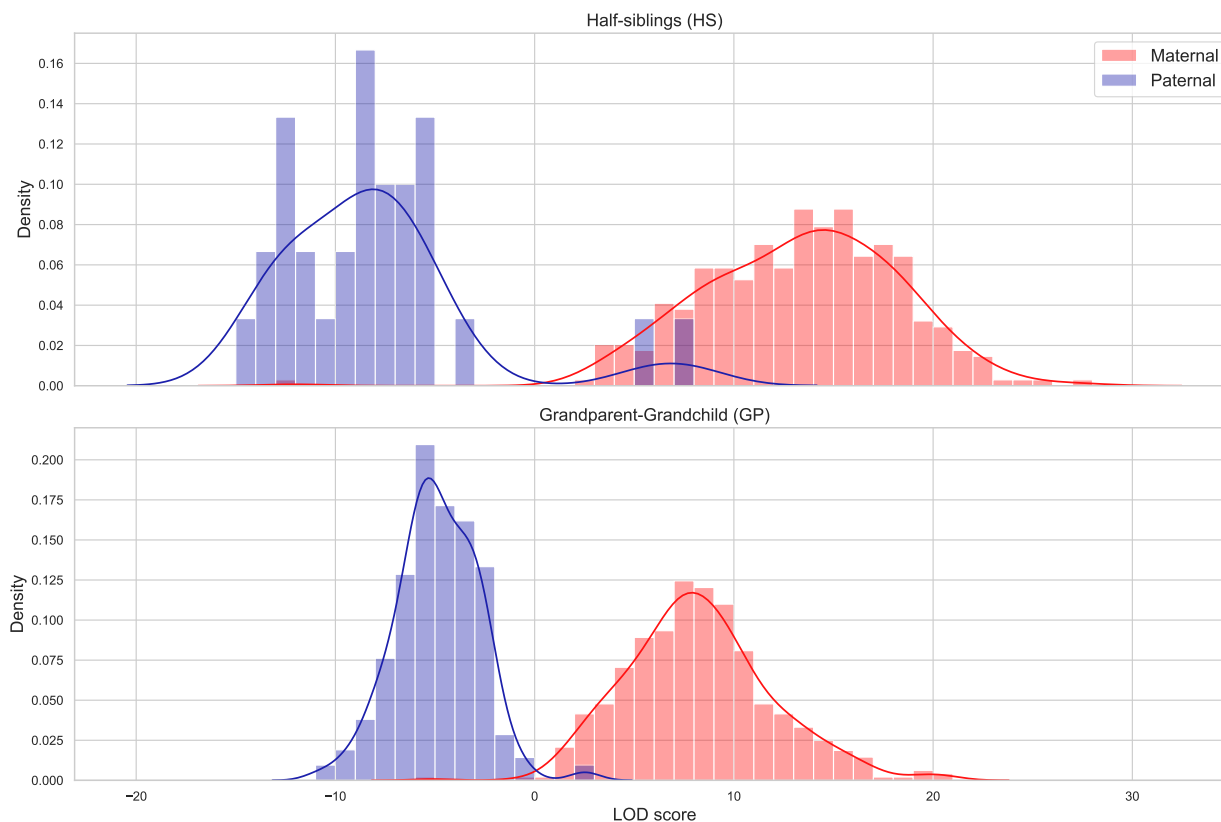 Half-siblings (HS)
Maternal
Paternal
Density
0.16
0.14
0.12
0.10
0.08
0.06
0.04
0.02
0.00
Grandparent-Grandchild (GP)
Density
0.200
0.175
0.150
0.125
0.100
0.075
0.050
0.025
0.000
−20 −10 0 10 20 30
LOD score